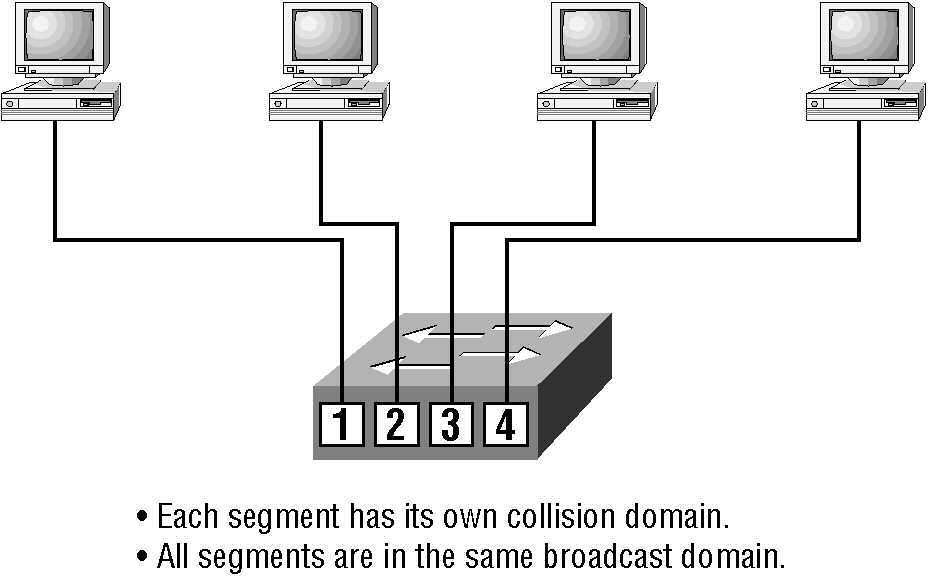 1 2 3 4
• Each segment has its own collision domain.
• All segments are in the same broadcast domain.